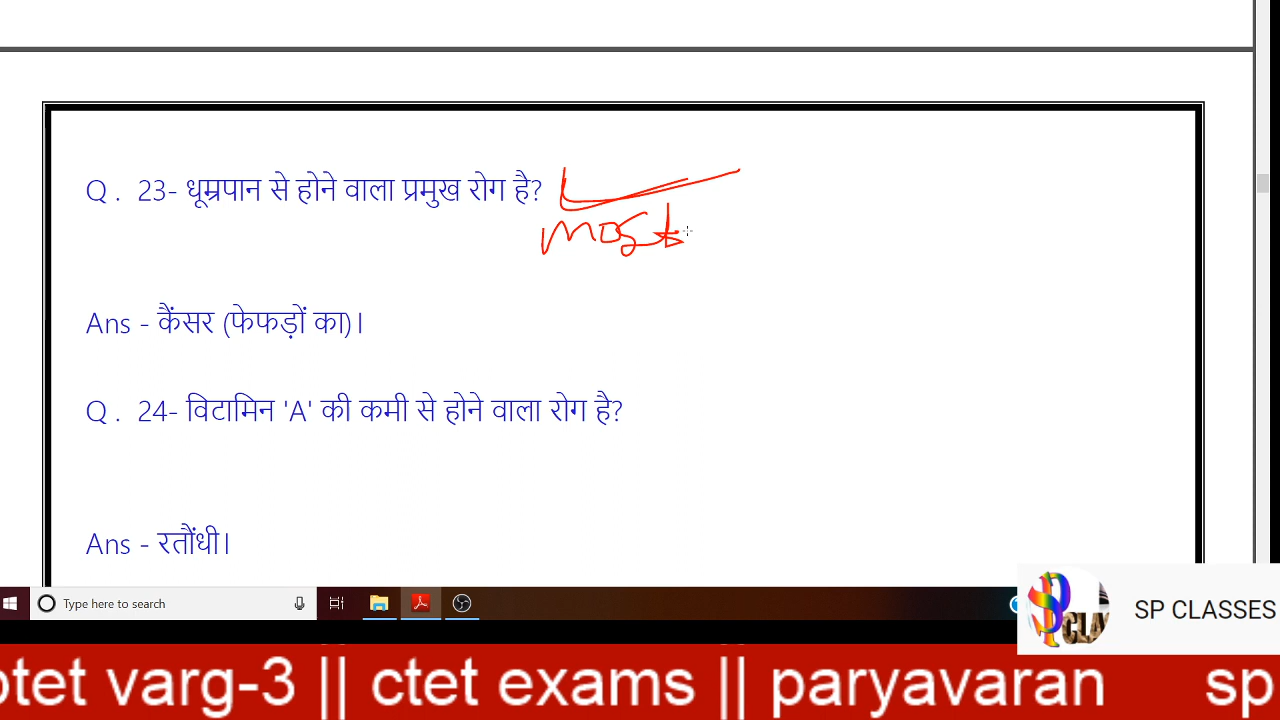 Q . 23- धूम्रपान से होने वाला प्रमुख रोग है?
most
Ans - कैंसर (फेफड़ों का)।
Q . 24- विटामिन 'A' की कमी से होने वाला रोग है?
Ans - रतौंधी।
Type here to search
SP CLASSES
ptet varg-3 || ctet exams || paryavaran sp